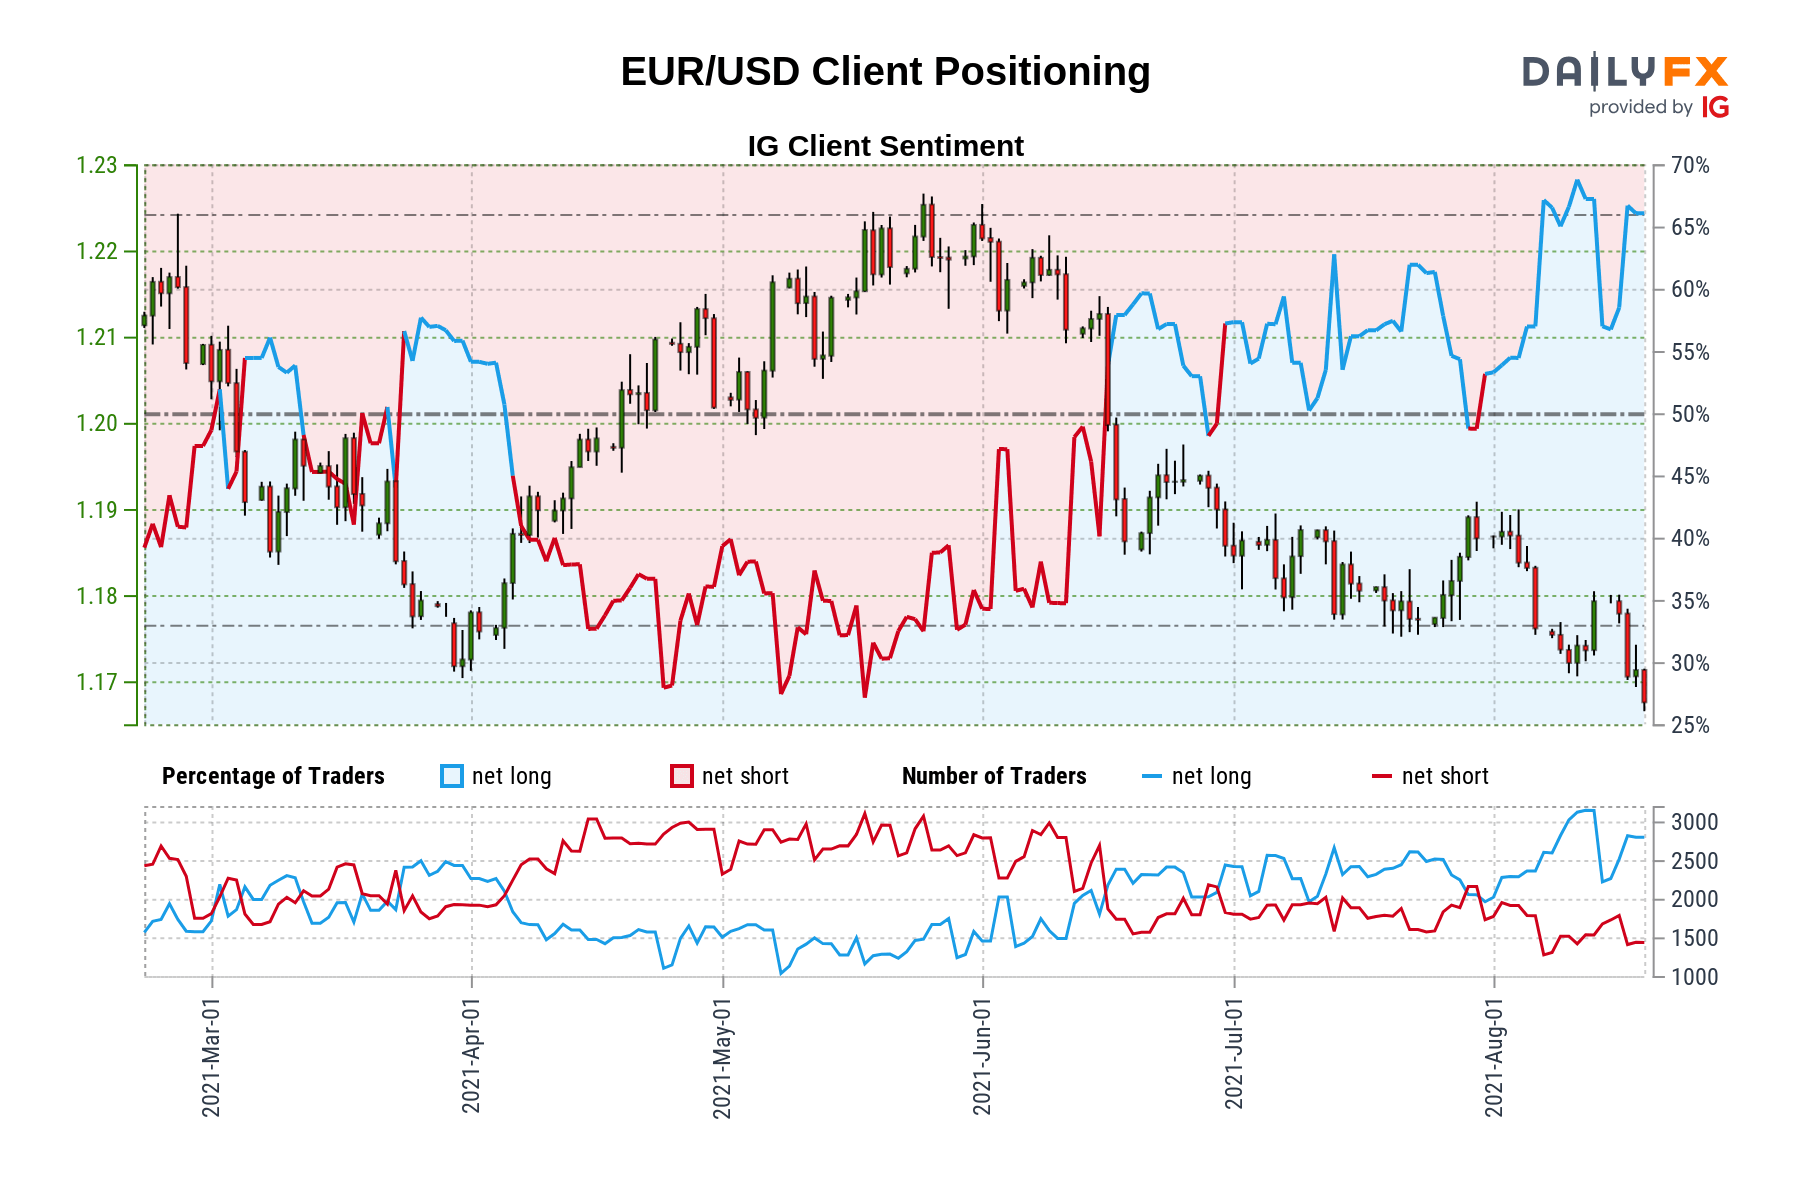 EUR/USD Client Positioning
DAILYFX
provided by IG
IG Client Sentiment
1.23
1.22
1.21
1.20
1.19
1.18
1.17
70%
65%
60%
55%
50%
45%
40%
35%
30%
25%
Percentage of Traders net long net short Number of Traders net long net short
3000
2500
2000
1500
1000
2021-Mar-01
2021-Apr-01
2021-May-01
2021-Jun-01
2021-Jul-01
2021-Aug-01